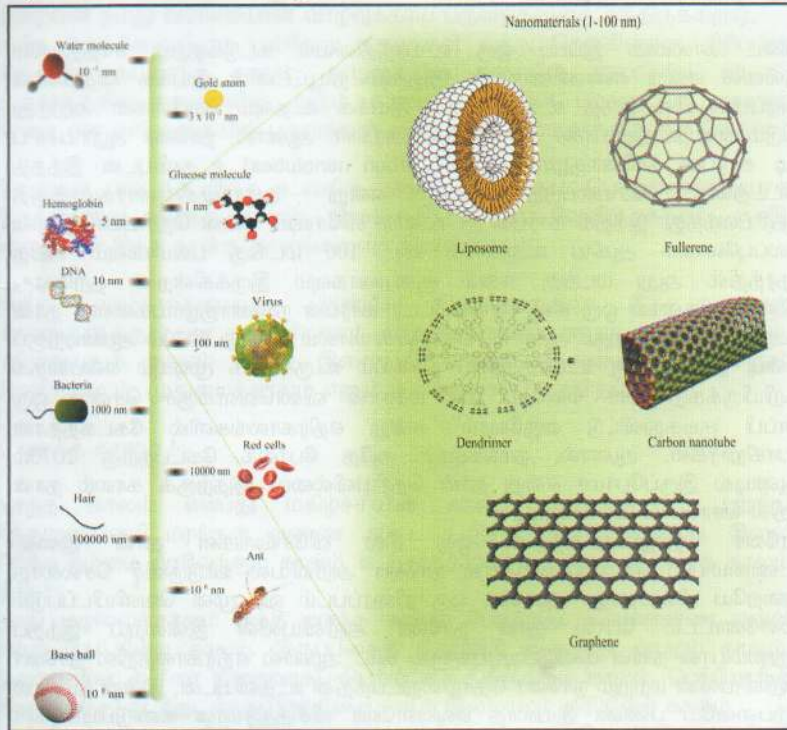 Nanomaterials (1-100 nm)
Water molecule
10⁻¹ nm
Gold atom
3 x 10⁻¹ nm
Glucose molecule
1 nm
Hemoglobin
5 nm
DNA
10 nm
Virus
100 nm
Bacteria
1000 nm
Red cells
10000 nm
Hair
100000 nm
Ant
10⁶ nm
Base ball
10⁸ nm
Liposome
Fullerene
Dendrimer
Carbon nanotube
Graphene